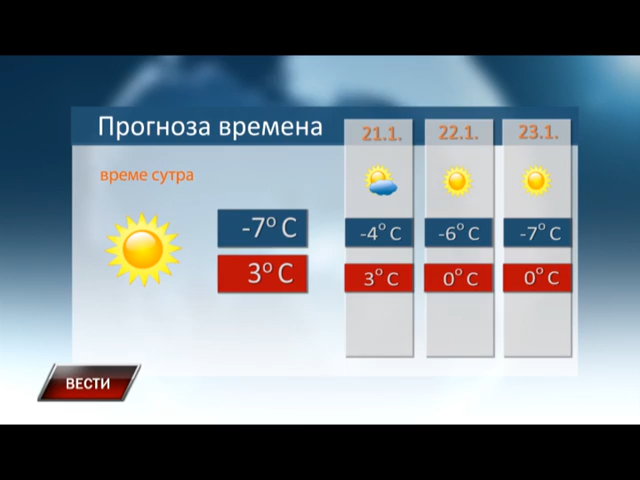 Прогноза времена
време сутра
-7° C
3° C
21.1.
-4° C
3° C
22.1.
-6° C
0° C
23.1.
-7° C
0° C
ВЕСТИ